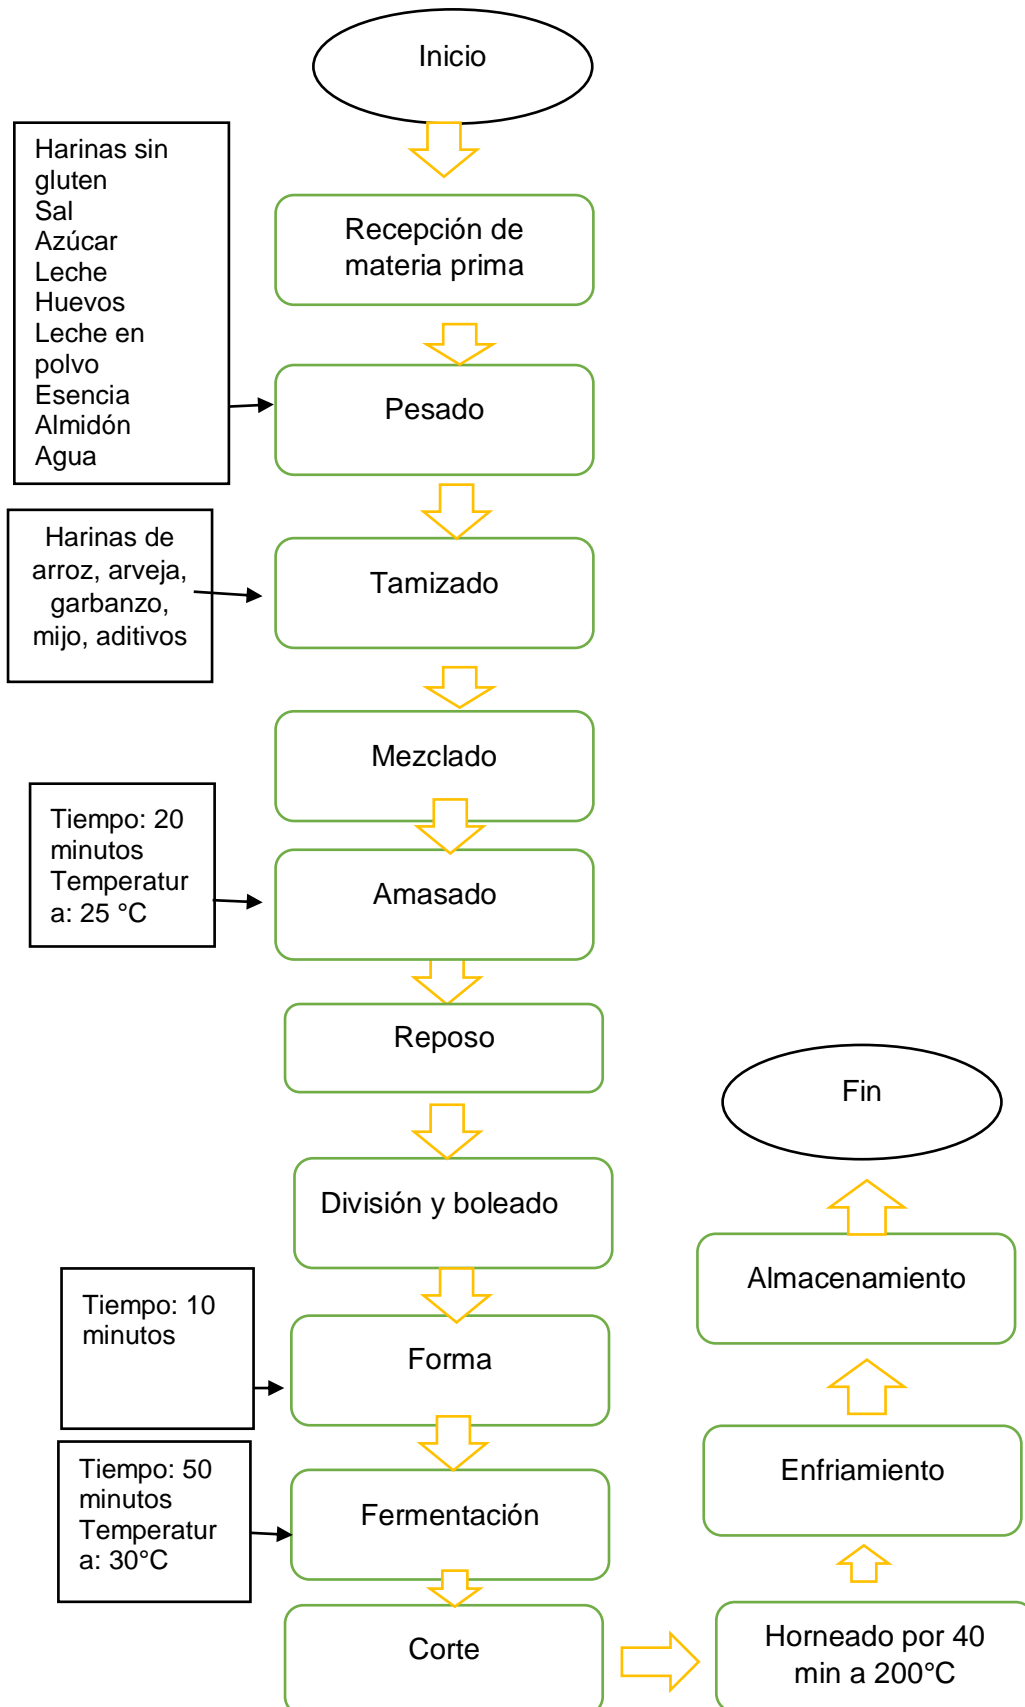 Inicio
Harinas sin
gluten
Sal
Azúcar
Leche
Huevos
Leche en
polvo
Esencia
Almidón
Agua
Recepción de
materia prima
Pesado
Harinas de
arroz, arveja,
garbanzo,
mijo, aditivos
Tamizado
Mezclado
Tiempo: 20
minutos
Temperatur
a: 25 °C
Amasado
Reposo
División y boleado
Tiempo: 10
minutos
Forma
Tiempo: 50
minutos
Temperatur
a: 30°C
Fermentación
Corte
Horneado por 40
min a 200°C
Enfriamiento
Almacenamiento
Fin